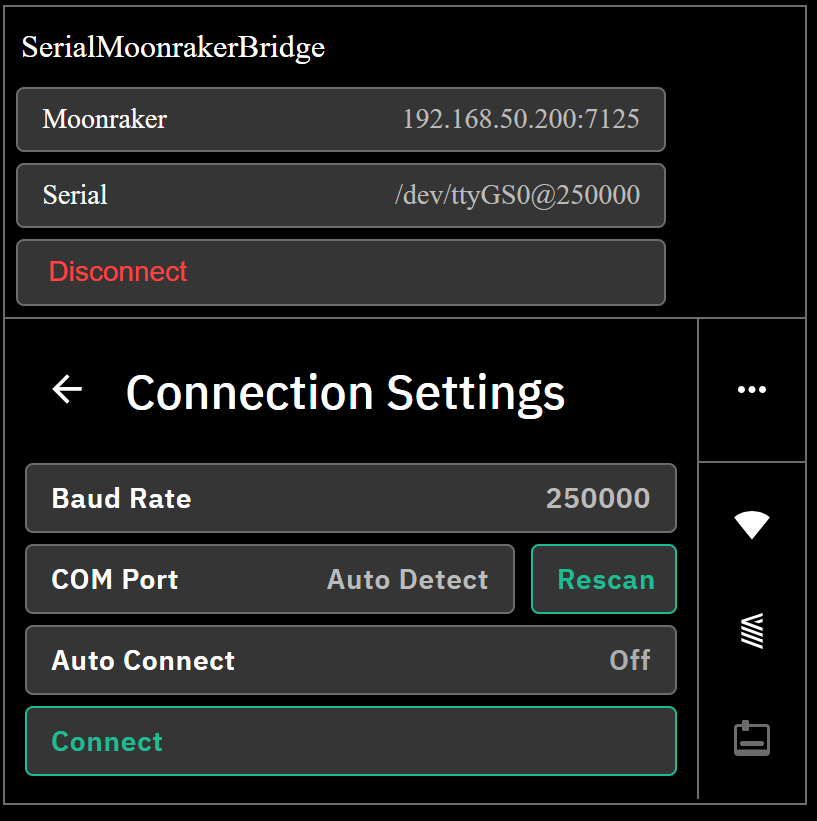 SerialMoonrakerBridge
Moonraker 192.168.50.200:7125
Serial /dev/ttyGS0@250000
Disconnect
Connection Settings
Baud Rate 250000
COM Port Auto Detect Rescan
Auto Connect Off
Connect